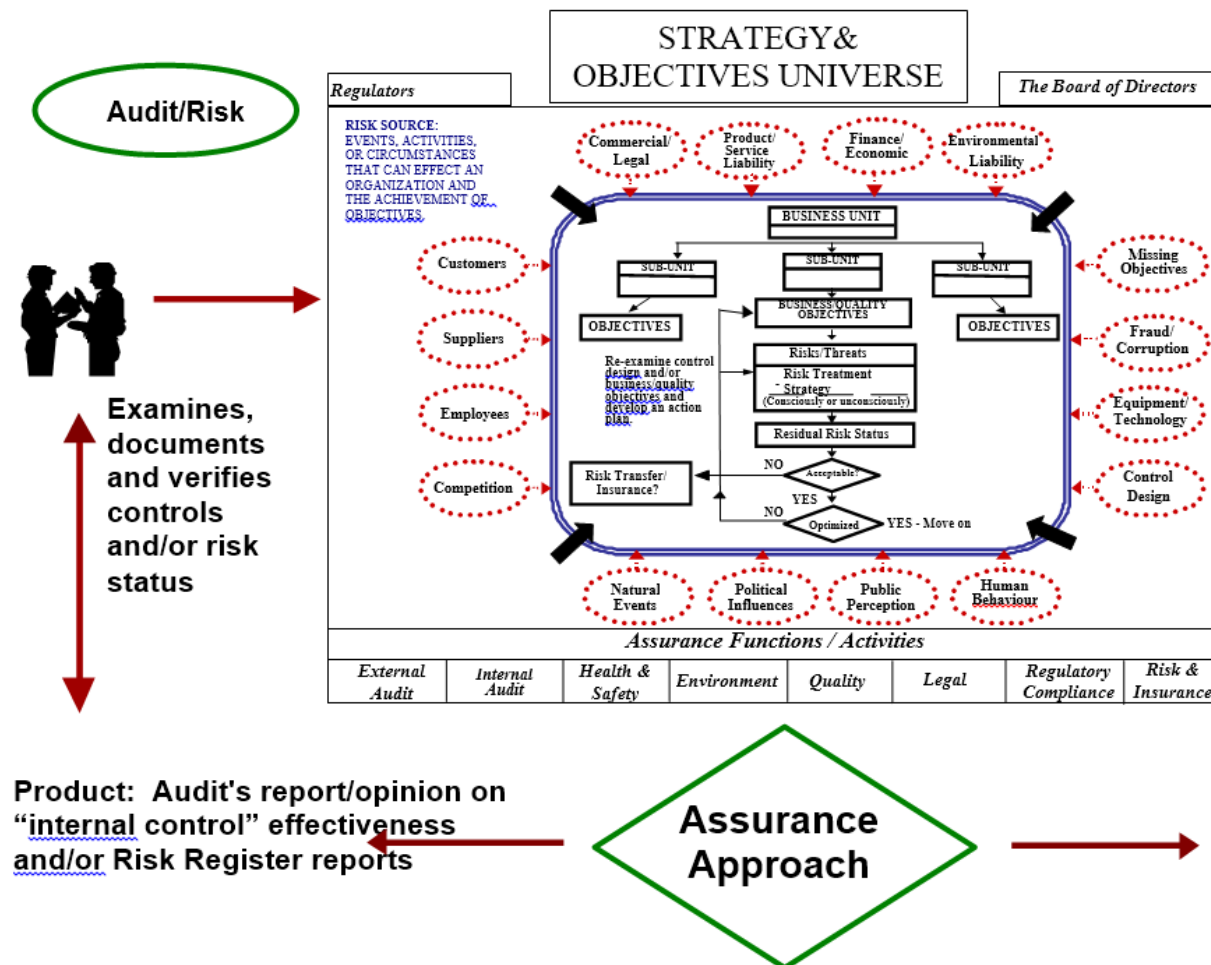 STRATEGY&
OBJECTIVES UNIVERSE
Audit/Risk
Regulators
The Board of Directors
RISK SOURCE:
EVENTS, ACTIVITIES,
OR CIRCUMSTANCES
THAT CAN EFFECT AN
ORGANIZATION AND
THE ACHIEVEMENT OF
OBJECTIVES.
Commercial/
Legal
Product/
Service
Liability
Finance/
Economic
Environmental
Liability
Customers
Suppliers
Employees
Competition
BUSINESS UNIT
SUB-UNIT
SUB-UNIT
SUB-UNIT
OBJECTIVES
BUSINESS/QUALITY
OBJECTIVES
OBJECTIVES
Re-examine control
design and/or
business/quality
objectives and
develop an action
plan.
Risks/Threats
Risk Treatment
Strategy
(Consciously or unconsciously)
Residual Risk Status
Risk Transfer/
Insurance?
NO
Acceptable?
YES
NO
Optimized
YES - Move on
Missing
Objectives
Fraud/
Corruption
Equipment/
Technology
Control
Design
Natural
Events
Political
Influences
Public
Perception
Human
Behaviour
Assurance Functions / Activities
External
Audit
Internal
Audit
Health &
Safety
Environment
Quality
Legal
Regulatory
Compliance
Risk &
Insurance
Examines,
documents
and verifies
controls
and/or risk
status
Product: Audit's report/opinion on
“internal control” effectiveness
and/or Risk Register reports
Assurance
Approach